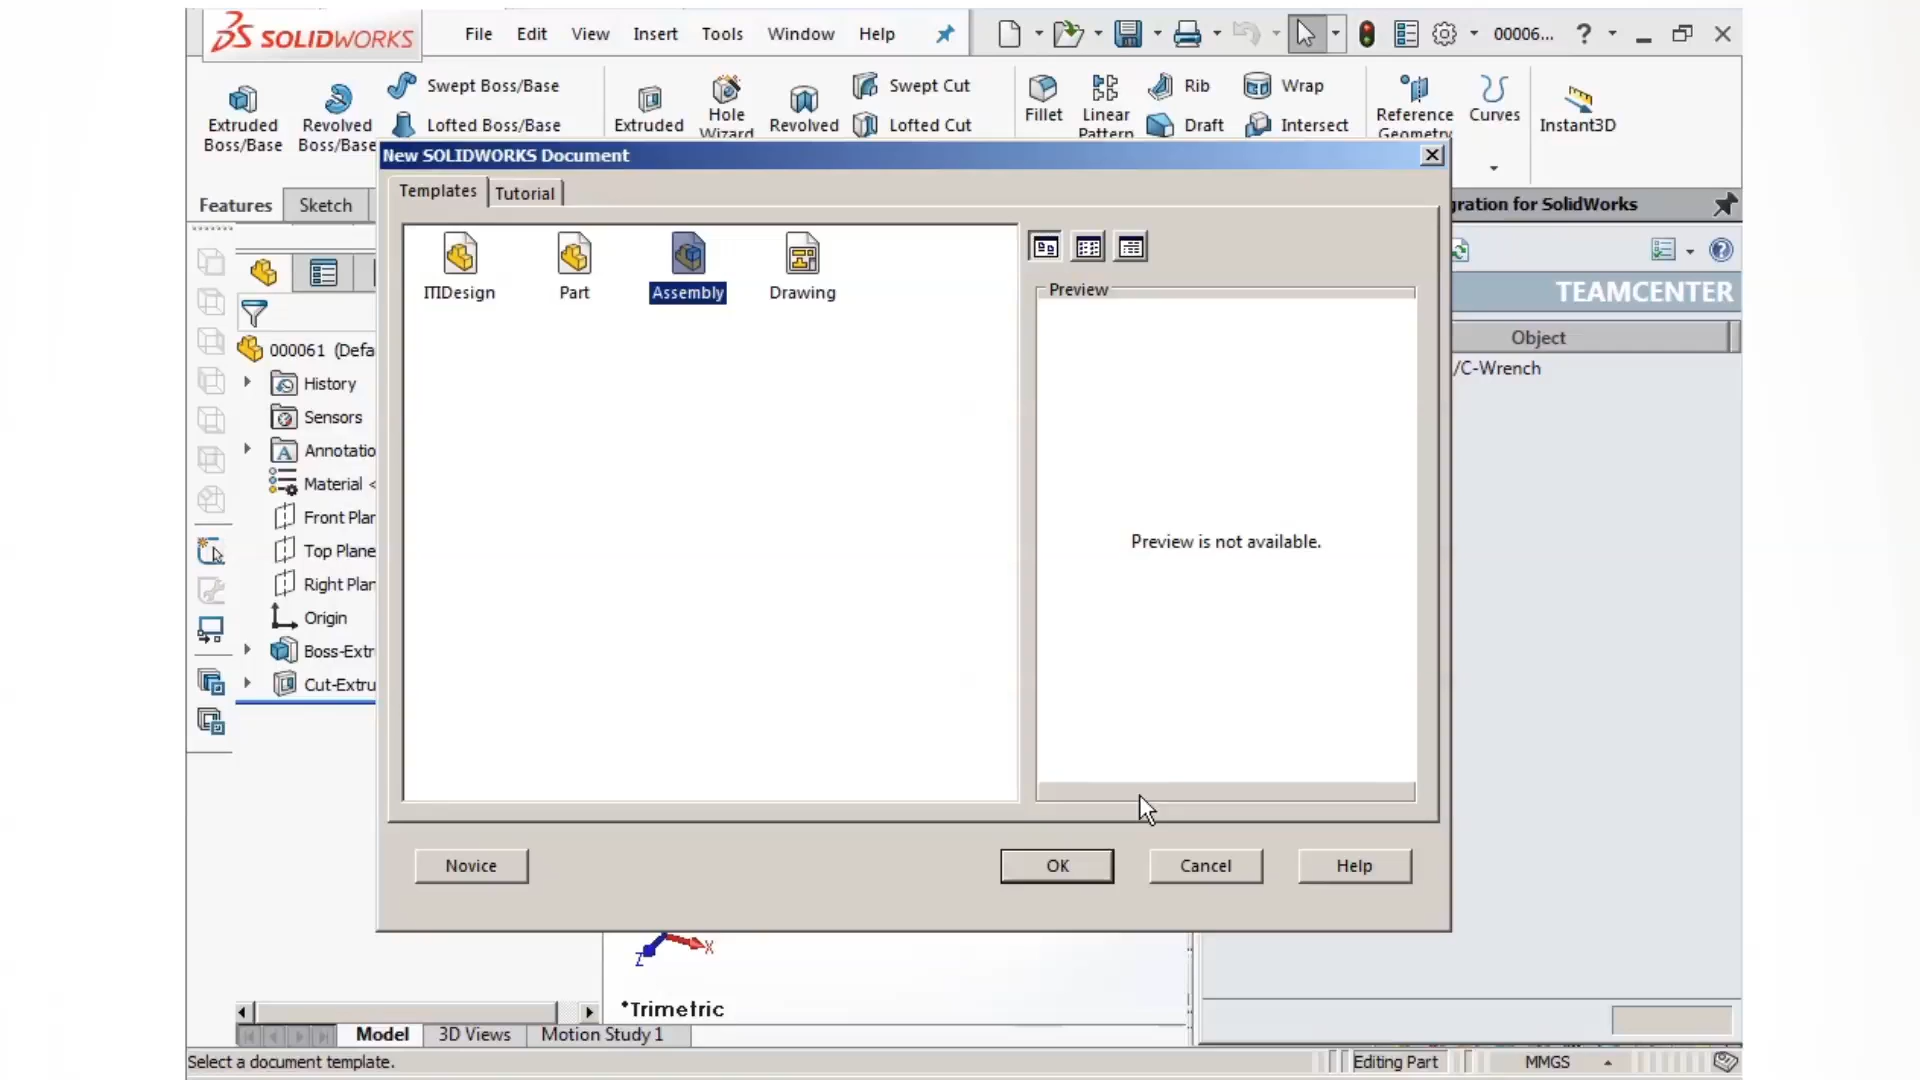 SOLIDWORKS File Edit View Insert Tools Window Help 00006... ?
Swept Boss/Base Swept Cut Rib Wrap
Extruded Boss/Base Revolved Boss/Base Lofted Boss/Base Extruded Hole Wizard Revolved Lofted Cut Fillet Linear Pattern Draft Intersect Reference Geometry Curves Instant3D
New SOLIDWORKS Document
Templates Tutorial
Features Sketch
gration for SolidWorks
ITIDesign Part Assembly Drawing
Preview
TEAMCENTER
Object
/C-Wrench
000061 (Defa
History
Sensors
Annotatio
Material <
Front Plan
Top Plane
Right Plan
Origin
Boss-Extr
Cut-Extru
Preview is not available.
Novice OK Cancel Help
X
Z
*Trimetric
Model 3D Views Motion Study 1
Select a document template. Editing Part MMGS